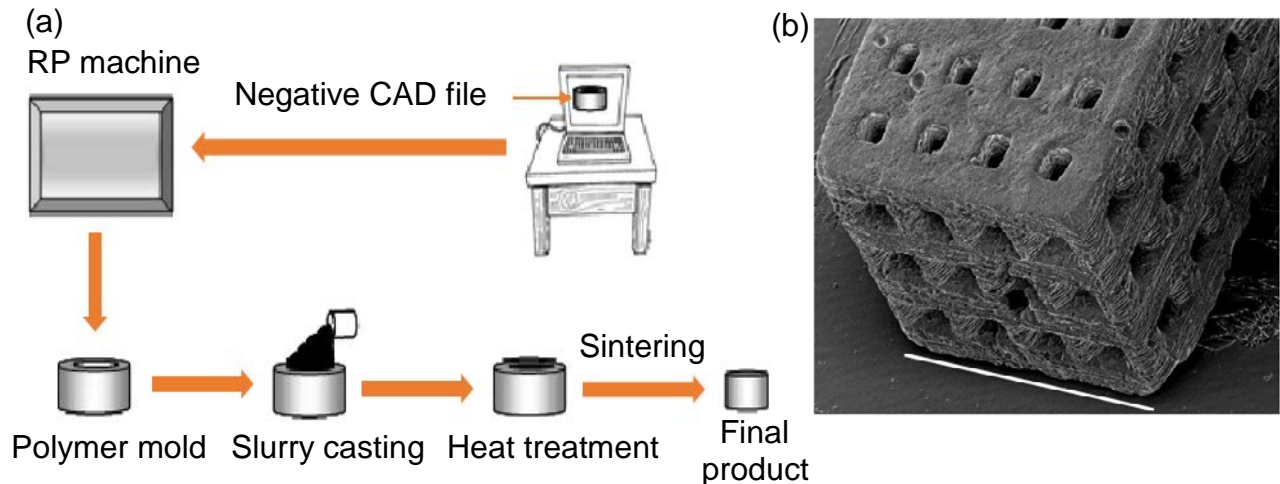 (a)
RP machine
Negative CAD file
Polymer mold
Slurry casting
Heat treatment
Sintering
Final
product
(b)